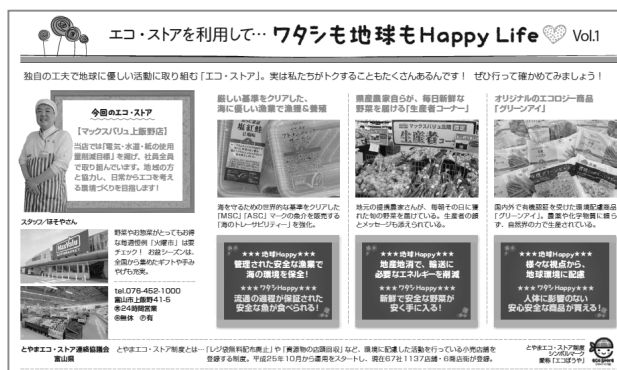 エコ・ストアを利用して… ワタシも地球もHappy Life Vol.1
独自の工夫で地球に優しい活動に取り組む「エコ・ストア」。実は私たちがトクすることもたくさんあるんです！ ぜひ行って確かめてみましょう！
今回のエコ・ストア
【マックスバリュ上飯野店】
当店では「電気・水道・紙の使用
量削減目標」を掲げ、社員全員
で取り組んでいます。地域の方
と協力し、日常からエコを考え
る環境づくりを目指します！
スタッフ/ほそやさん
野菜やお惣菜がとってもお得
な毎週恒例「火曜市」は要
チェック！ お盆シーズンは、
全国から集めたギフトや手み
やげも充実。
tel.076-452-1000
富山市上飯野41-5
㊡24時間営業
㊡無休 ㋐有
厳しい基準をクリアした、
海に優しい漁業で漁獲&養殖
塩紅鮭
海を守るための世界的な基準をクリアした
「MSC」「ASC」マークの魚介を販売する
「海のトレーサビリティー」を強化。
★★★ 地球Happy★★★
管理された安全な漁業で
海の環境を保全！
★★★ ワタシHappy★★★
流通の過程が保証された
安全な魚が食べられる！
県産農家自らが、毎日新鮮な
野菜を届ける「生産者コーナー」
マックスバリュ北陸
生産者コーナー
地元の提携農家さんが、毎朝その日に獲
れた旬の野菜を届けている。生産者の顔
とメッセージも添えられている。
★★★ 地球Happy★★★
地産地消で、輸送に
必要なエネルギーを削減
★★★ ワタシHappy★★★
新鮮で安全な野菜が
安く手に入る！
オリジナルのエコロジー商品
「グリーンアイ」
国内外で有機認証を受けた環境配慮商品
「グリーンアイ」。農薬や化学物質に頼ら
ず、自然界の力で生産されている。
★★★ 地球Happy★★★
様々な視点から、
地球環境に配慮
★★★ ワタシHappy★★★
人体に影響のない
安心安全な商品が買える！
とやまエコ・ストア連絡協議会
富山県
とやまエコ・ストア制度とは…「レジ袋無料配布廃止」や「資源物の店頭回収」など、環境に配慮した活動を行っている小売店舗を
登録する制度。平成25年10月から運用をスタートし、現在67社1137店舗・6商店街が登録。
とやまエコ・ストア制度
シンボルマーク
愛称「エコぼうや」